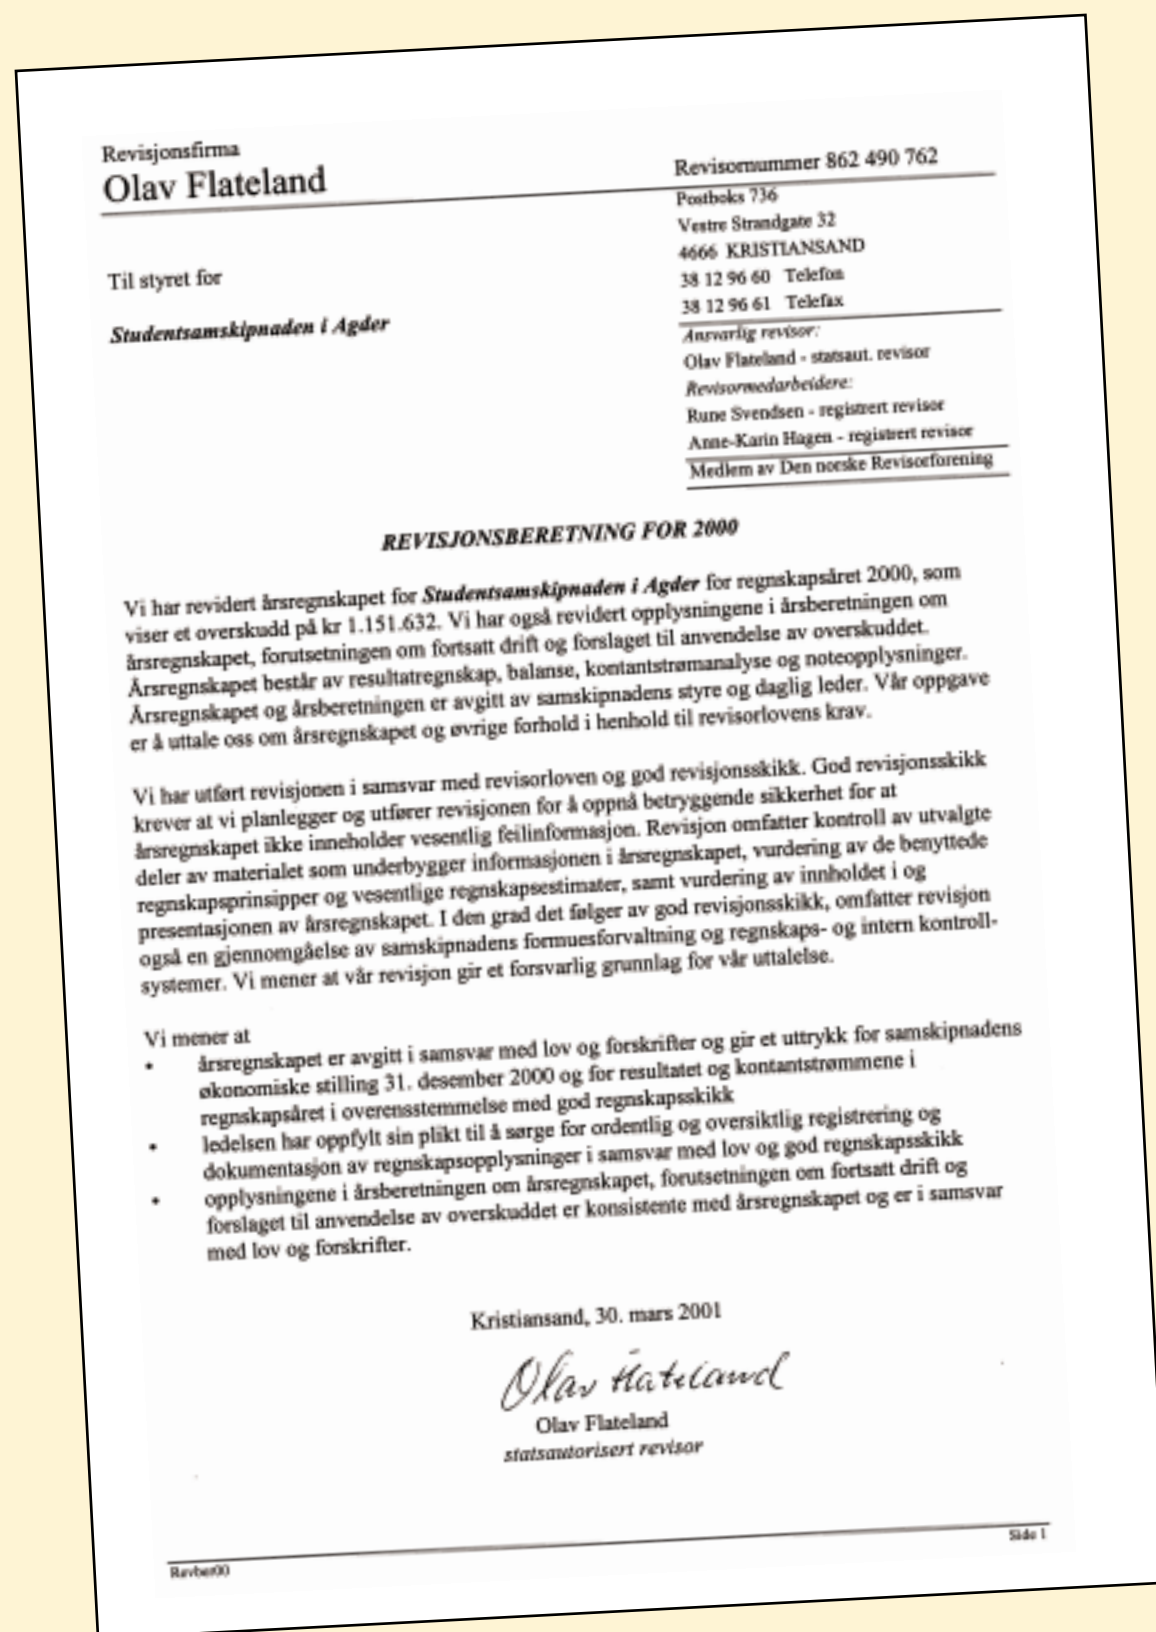 Revisjonsfirma
Olav Flateland
Revisornummer 862 490 762
Postboks 736
Vestre Strandgate 32
4666 KRISTIANSAND
38 12 96 60 Telefon
38 12 96 61 Telefax
Ansvarlig revisor:
Olav Flateland - statsaut. revisor
Revisormedarbeidere:
Rune Svendsen - registrert revisor
Anne-Karin Hagen - registrert revisor
Medlem av Den norske Revisorforening
Til styret for
Studentsamskipnaden i Agder
REVISJONSBERETNING FOR 2000
Vi har revidert årsregnskapet for Studentsamskipnaden i Agder for regnskapsåret 2000, som
viser et overskudd på kr 1.151.632. Vi har også revidert opplysningene i årsberetningen om
årsregnskapet, forutsetningen om fortsatt drift og forslaget til anvendelse av overskuddet.
Årsregnskapet består av resultatregnskap, balanse, kontantstrømanalyse og noteopplysninger.
Årsregnskapet og årsberetningen er avgitt av samskipnadens styre og daglig leder. Vår oppgave
er å uttale oss om årsregnskapet og øvrige forhold i henhold til revisorlovens krav.
Vi har utført revisjonen i samsvar med revisorloven og god revisjonsskikk. God revisjonsskikk
krever at vi planlegger og utfører revisjonen for å oppnå betryggende sikkerhet for at
årsregnskapet ikke inneholder vesentlig feilinformasjon. Revisjon omfatter kontroll av utvalgte
deler av materialet som underbygger informasjonen i årsregnskapet, vurdering av de benyttede
regnskapsprinsipper og vesentlige regnskapsestimater, samt vurdering av innholdet i og
presentasjonen av årsregnskapet. I den grad det følger av god revisjonsskikk, omfatter revisjon
også en gjennomgåelse av samskipnadens formuesforvaltning og regnskaps- og intern kontroll-
systemer. Vi mener at vår revisjon gir et forsvarlig grunnlag for vår uttalelse.
Vi mener at
• årsregnskapet er avgitt i samsvar med lov og forskrifter og gir et uttrykk for samskipnadens
økonomiske stilling 31. desember 2000 og for resultatet og kontantstrømmene i
regnskapsåret i overensstemmelse med god regnskapsskikk
• ledelsen har oppfylt sin plikt til å sørge for ordentlig og oversiktlig registrering og
dokumentasjon av regnskapsopplysninger i samsvar med lov og god regnskapsskikk
• opplysningene i årsberetningen om årsregnskapet, forutsetningen om fortsatt drift og
forslaget til anvendelse av overskuddet er konsistente med årsregnskapet og er i samsvar
med lov og forskrifter.
Kristiansand, 30. mars 2001
Olav Flateland
Olav Flateland
statsautorisert revisor
Revber00
Side 1